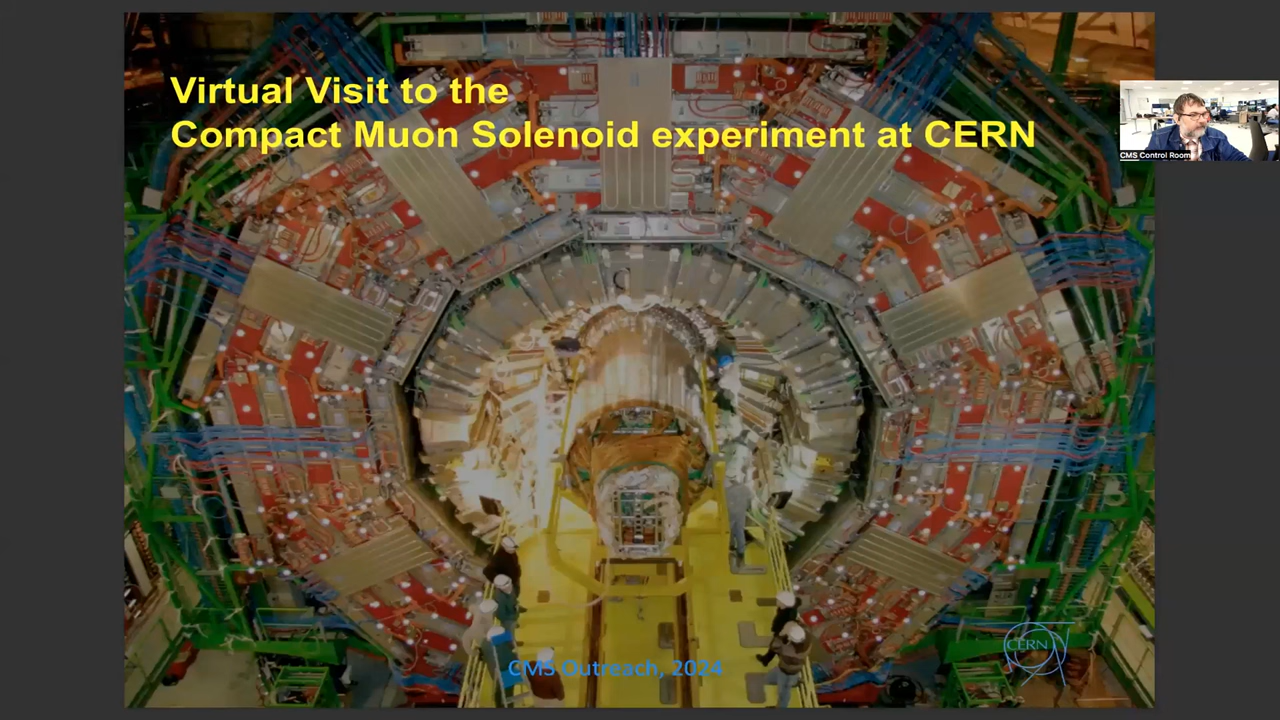 Virtual Visit to the
Compact Muon Solenoid experiment at CERN
CMS Control Room
CMS Outreach, 2024
CERN